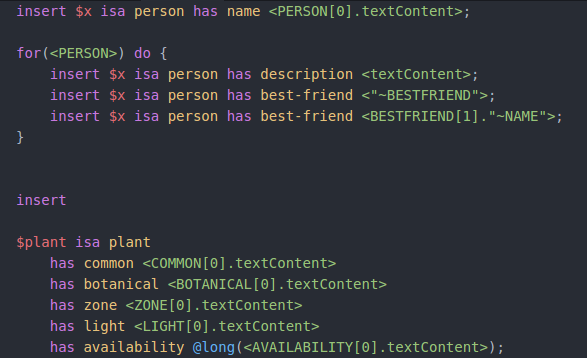 insert $x isa person has name <PERSON[0].textContent>;
for(<PERSON>) do {
insert $x isa person has description <textContent>;
insert $x isa person has best-friend <"~BESTFRIEND">;
insert $x isa person has best-friend <BESTFRIEND[1]."~NAME">;
}
insert
$plant isa plant
has common <COMMON[0].textContent>
has botanical <BOTANICAL[0].textContent>
has zone <ZONE[0].textContent>
has light <LIGHT[0].textContent>
has availability @long(<AVAILABILITY[0].textContent>);